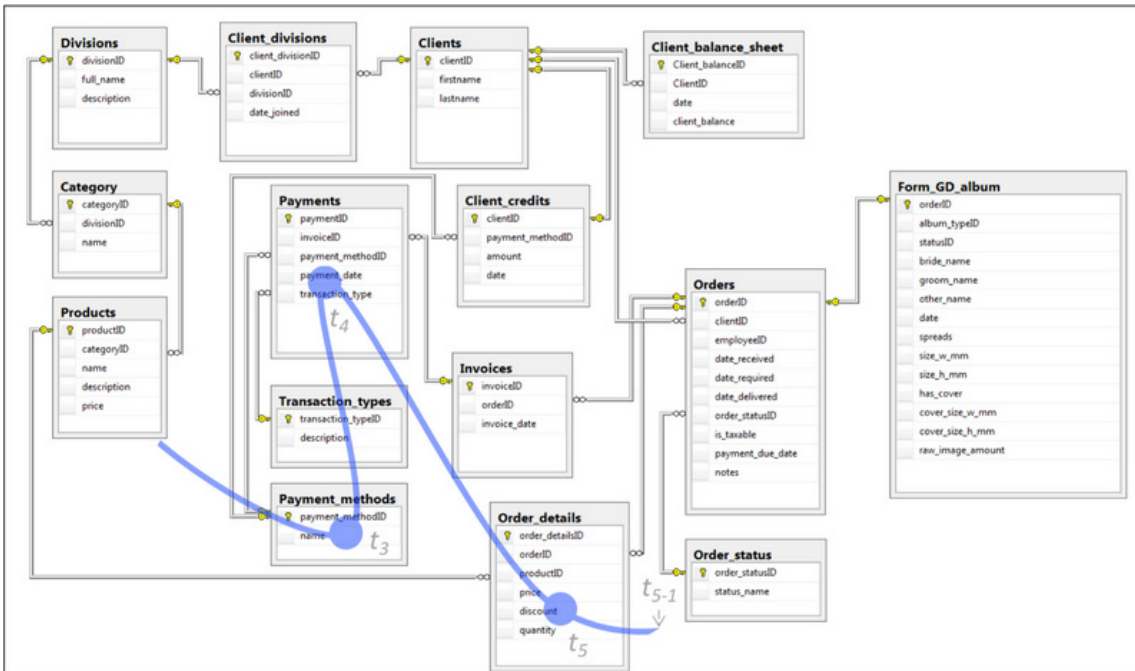 Divisions
divisionID
full_name
description
Client_divisions
client_divisionID
clientID
divisionID
date_joined
Clients
clientID
firstname
lastname
Client_balance_sheet
Client_balanceID
ClientID
date
client_balance
Category
categoryID
divisionID
name
Payments
paymentID
invoiceID
payment_methodID
payment_date
transaction_type
t4
Client_credits
clientID
payment_methodID
amount
date
Form_GD_album
orderID
album_typeID
statusID
bride_name
groom_name
other_name
date
spreads
size_w_mm
size_h_mm
has_cover
cover_size_w_mm
cover_size_h_mm
raw_image_amount
Orders
orderID
clientID
employeeID
date_received
date_required
date_delivered
order_statusID
is_taxable
payment_due_date
notes
Products
productID
categoryID
name
description
price
Invoices
invoiceID
orderID
invoice_date
Transaction_types
transaction_typeID
description
Payment_methods
payment_methodID
name
t3
Order_details
order_detailsID
orderID
productID
price
discount
quantity
t5
t5-1
Order_status
order_statusID
status_name